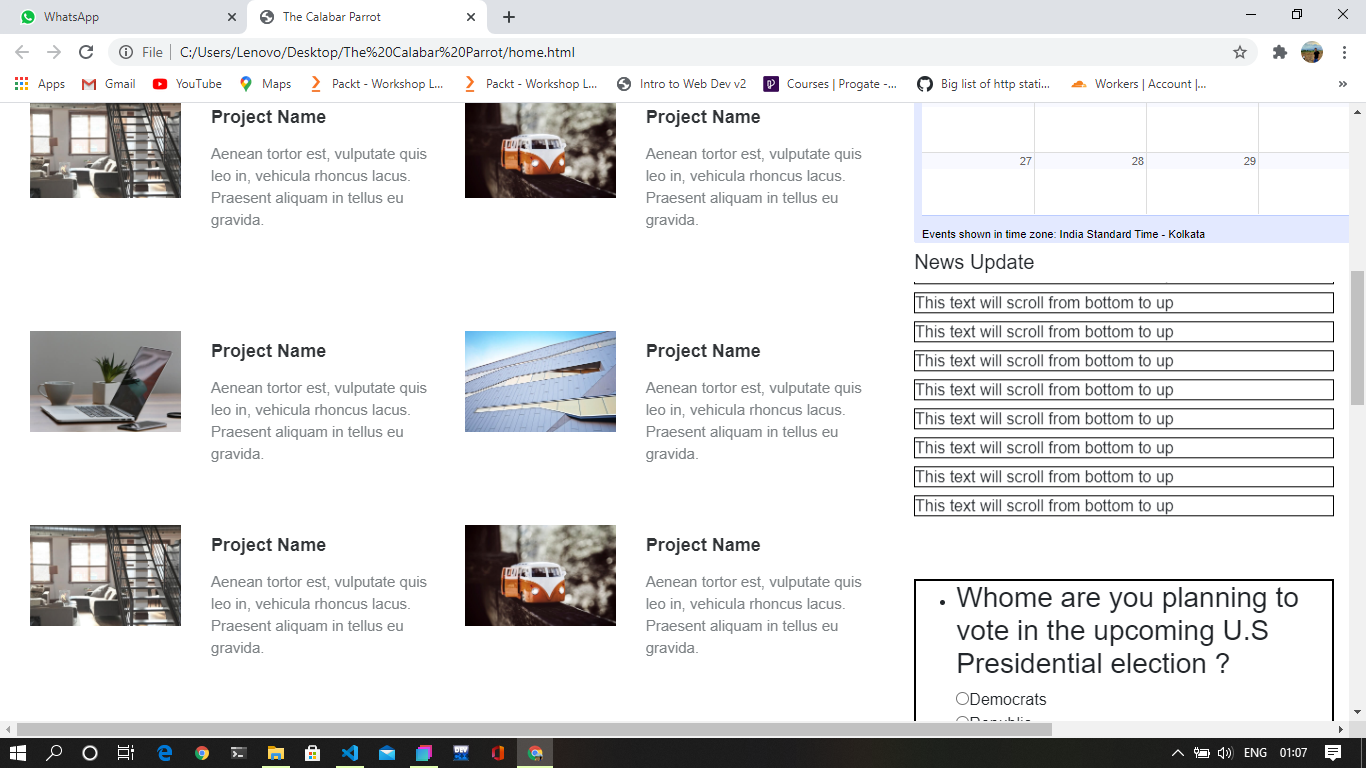 WhatsApp
The Calabar Parrot
File
C:/Users/Lenovo/Desktop/The%20Calabar%20Parrot/home.html
Apps
Gmail
YouTube
Maps
Packt - Workshop L...
Packt - Workshop L...
Intro to Web Dev v2
Courses | Progate -...
Big list of http stati...
Workers | Account |...
»
Project Name
Aenean tortor est, vulputate quis
leo in, vehicula rhoncus lacus.
Praesent aliquam in tellus eu
gravida.
Project Name
Aenean tortor est, vulputate quis
leo in, vehicula rhoncus lacus.
Praesent aliquam in tellus eu
gravida.
Project Name
Aenean tortor est, vulputate quis
leo in, vehicula rhoncus lacus.
Praesent aliquam in tellus eu
gravida.
Project Name
Aenean tortor est, vulputate quis
leo in, vehicula rhoncus lacus.
Praesent aliquam in tellus eu
gravida.
Project Name
Aenean tortor est, vulputate quis
leo in, vehicula rhoncus lacus.
Praesent aliquam in tellus eu
gravida.
Project Name
Aenean tortor est, vulputate quis
leo in, vehicula rhoncus lacus.
Praesent aliquam in tellus eu
gravida.
27
28
29
Events shown in time zone: India Standard Time - Kolkata
News Update
This text will scroll from bottom to up
This text will scroll from bottom to up
This text will scroll from bottom to up
This text will scroll from bottom to up
This text will scroll from bottom to up
This text will scroll from bottom to up
This text will scroll from bottom to up
This text will scroll from bottom to up
• Whome are you planning to
vote in the upcoming U.S
Presidential election ?
Democrats
DEV
ENG
01:07